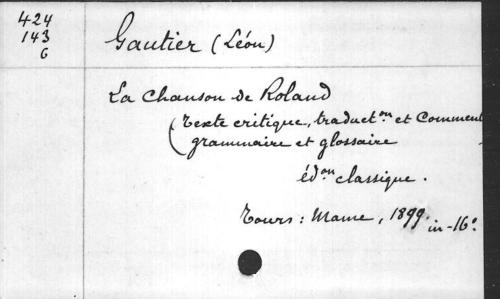 424
143
6
Gautier (Léon)
La Chanson de Roland
(texte critique, traduct.on et Comment
grammaire et glossaire
éd.on classique.
Tours : Mame, 1899. in-16°